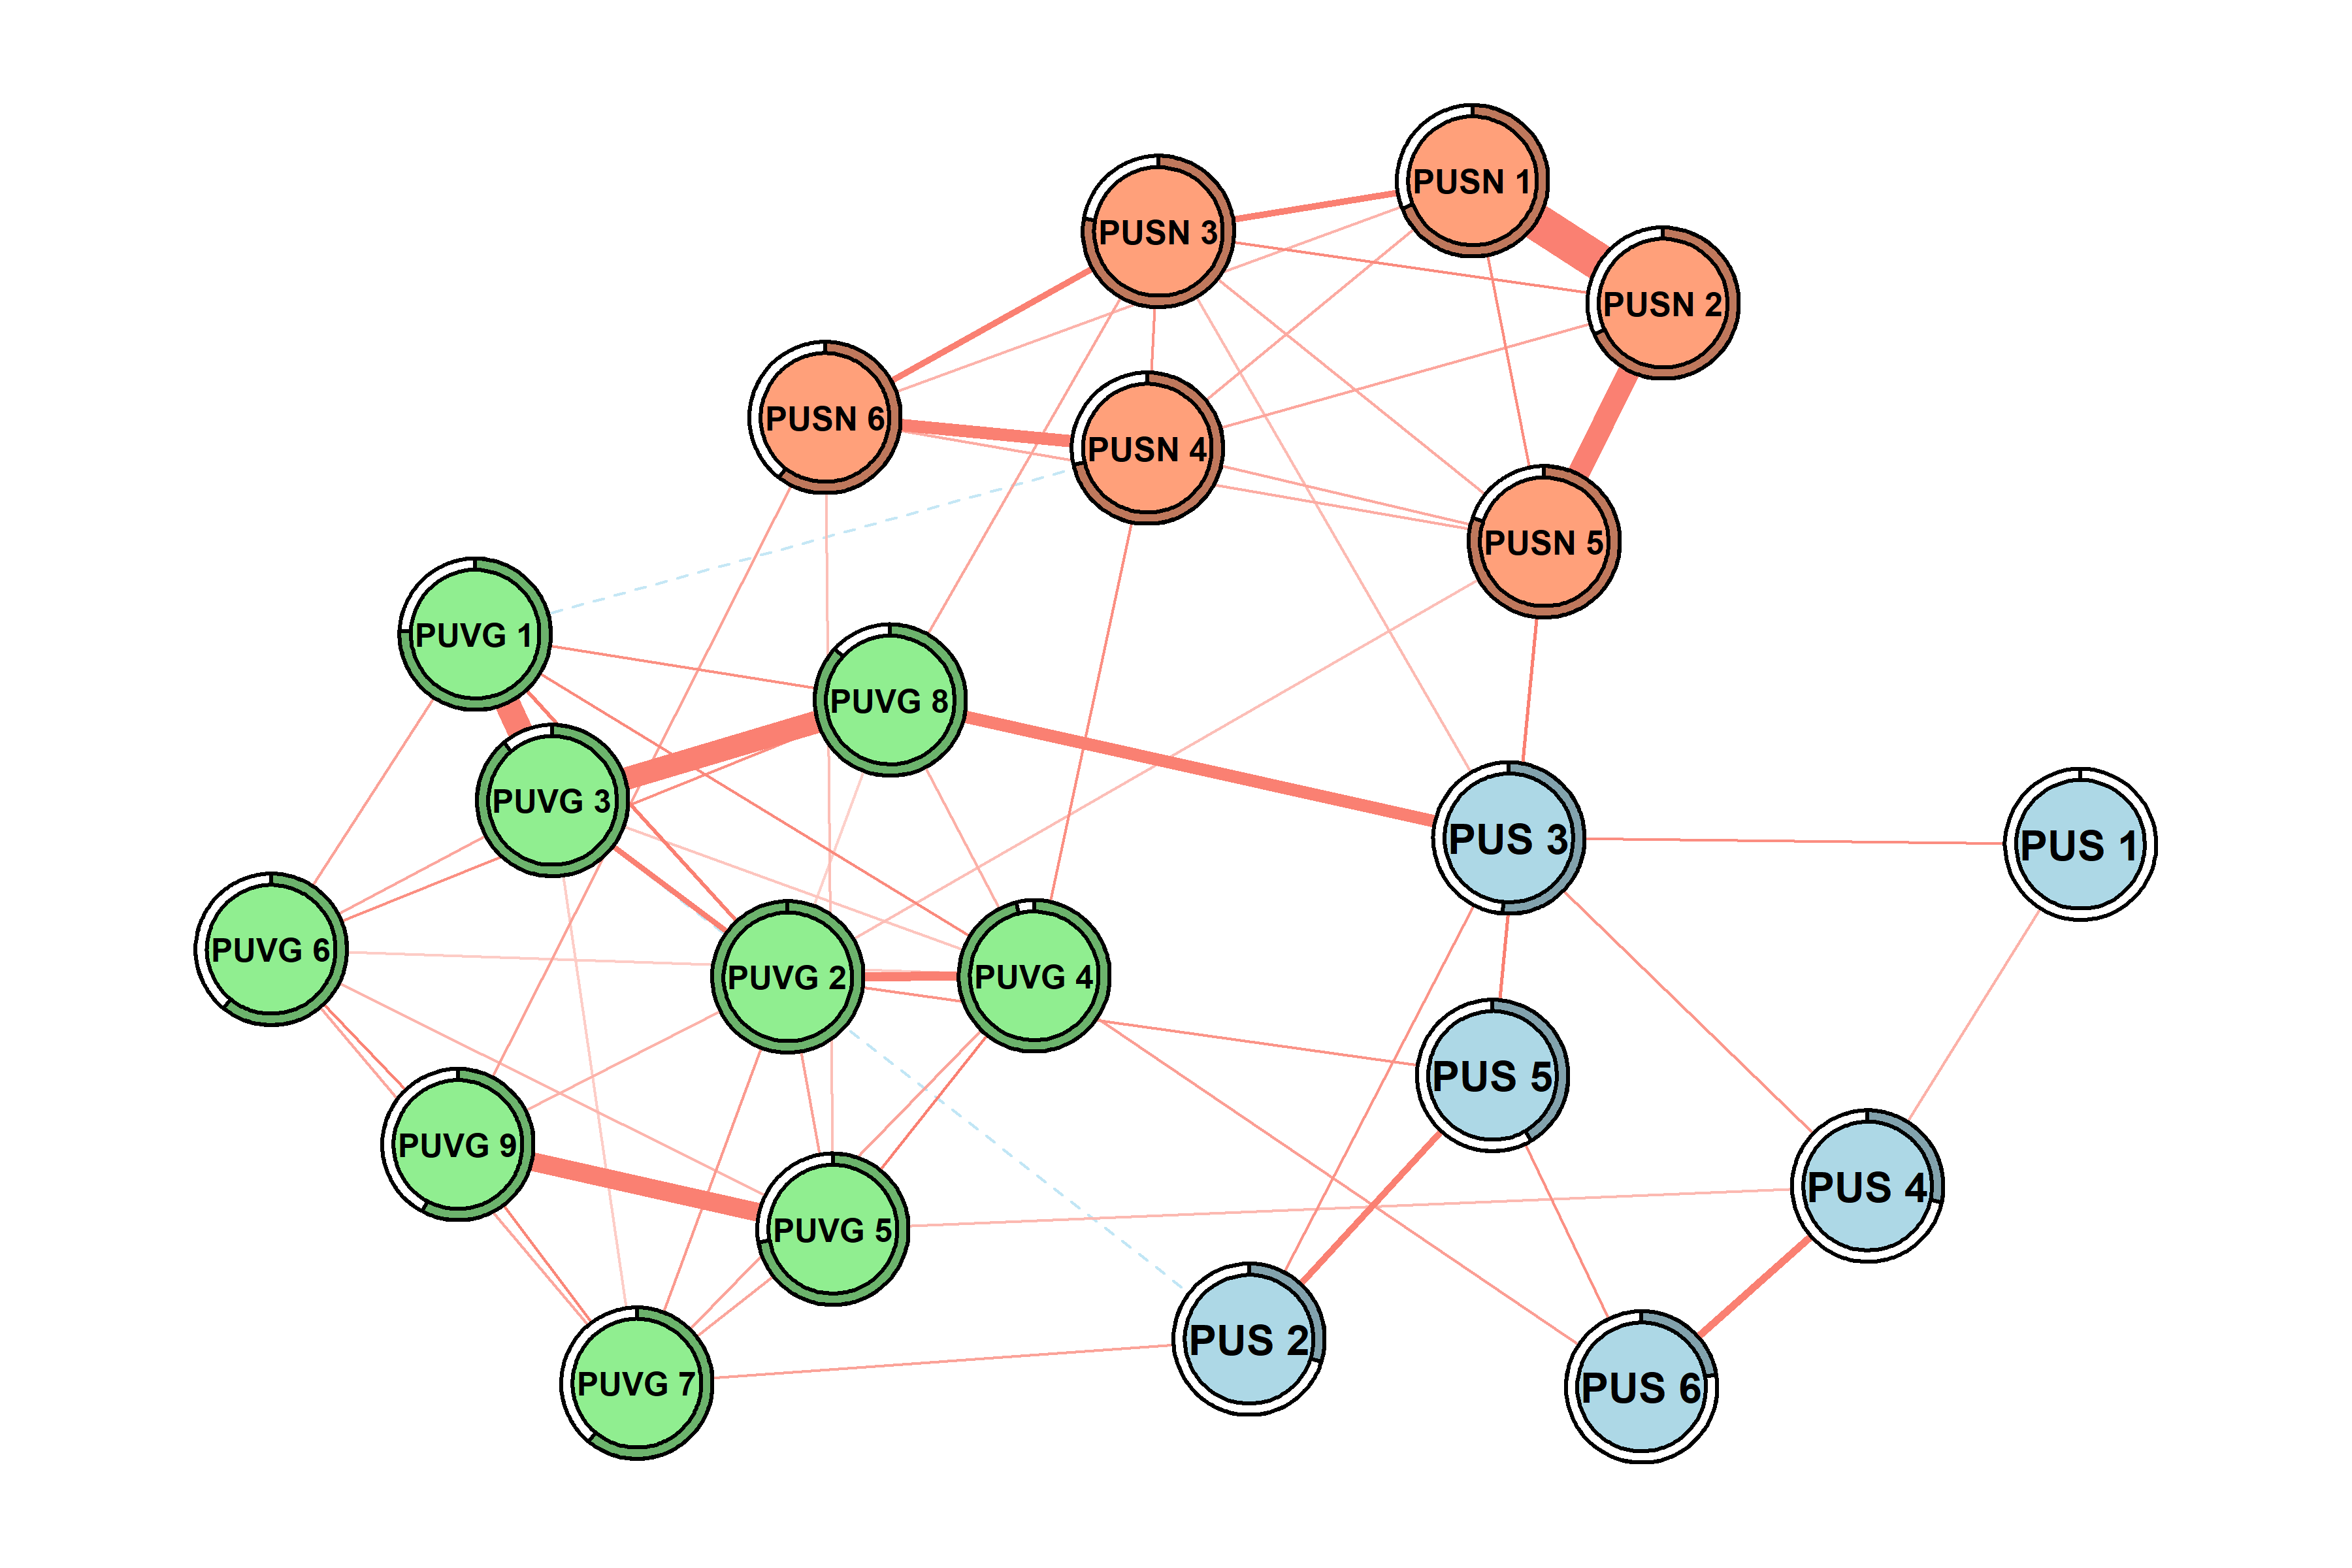 PUSN 1
PUSN 3
PUSN 2
PUSN 6
PUSN 4
PUSN 5
PUVG 1
PUVG 8
PUVG 3
PUS 3
PUS 1
PUVG 6
PUVG 2
PUVG 4
PUS 5
PUVG 9
PUS 4
PUVG 5
PUS 2
PUVG 7
PUS 6